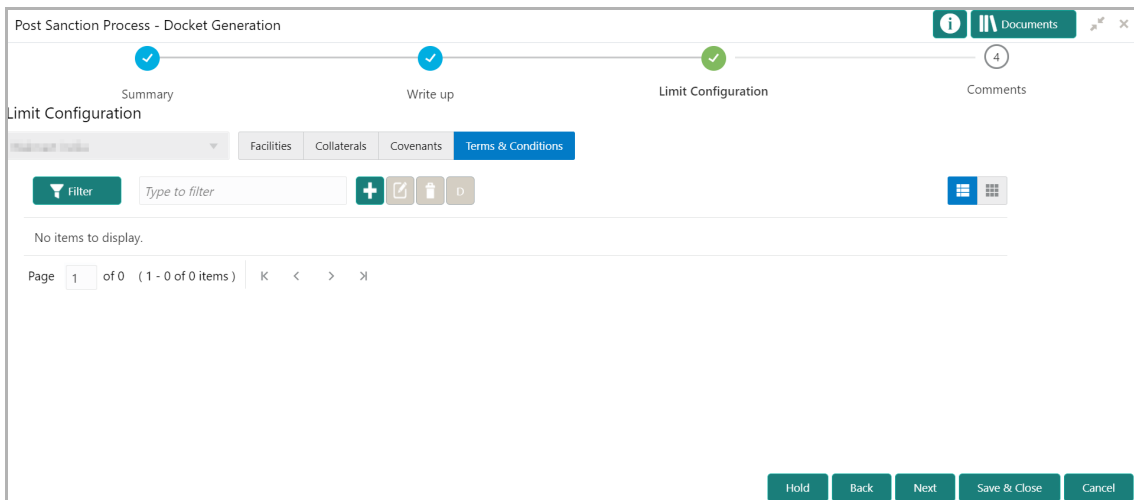 Post Sanction Process - Docket Generation
Documents
4
Summary
Write up
Limit Configuration
Comments
Limit Configuration
Facilities
Collaterals
Covenants
Terms & Conditions
Filter
Type to filter
D
No items to display.
Page 1 of 0 ( 1 - 0 of 0 items )
Hold
Back
Next
Save & Close
Cancel